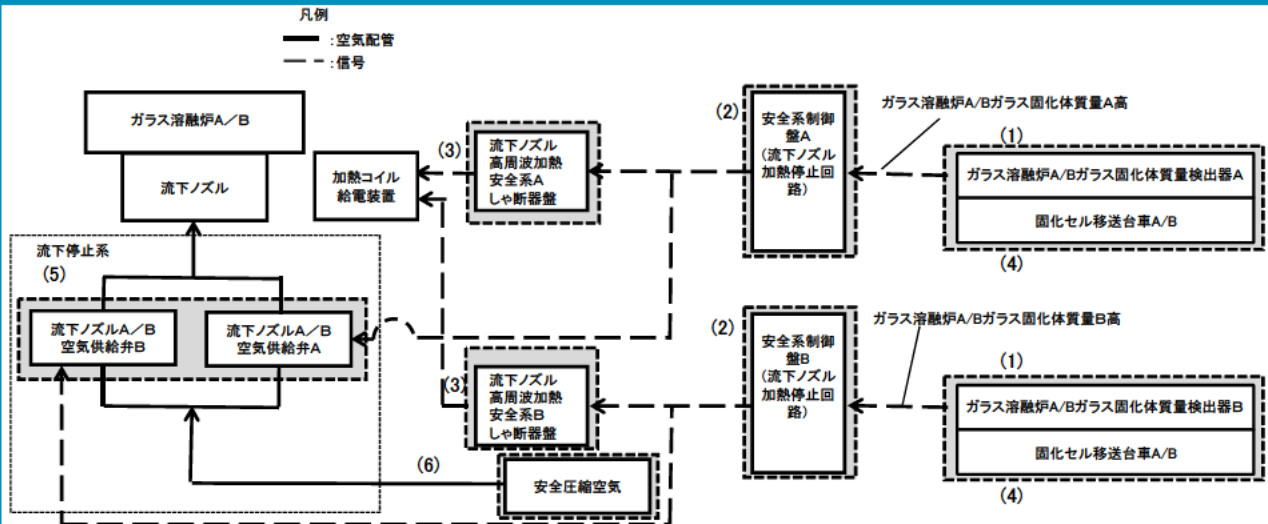 凡例
:空気配管
:信号
ガラス溶融炉A/B
流下ノズル
加熱コイル
給電装置
(3)
流下ノズル
高周波加熱
安全系A
しゃ断器盤
(2)
安全系制御
盤A
(流下ノズル
加熱停止回
路)
ガラス溶融炉A/Bガラス固化体質量A高
(1)
ガラス溶融炉A/Bガラス固化体質量検出器A
固化セル移送台車A/B
(4)
流下停止系
(5)
流下ノズルA/B
空気供給弁B
流下ノズルA/B
空気供給弁A
(3)
流下ノズル
高周波加熱
安全系B
しゃ断器盤
(2)
安全系制御
盤B
(流下ノズル
加熱停止回
路)
ガラス溶融炉A/Bガラス固化体質量B高
(1)
ガラス溶融炉A/Bガラス固化体質量検出器B
固化セル移送台車A/B
(4)
(6)
安全圧縮空気